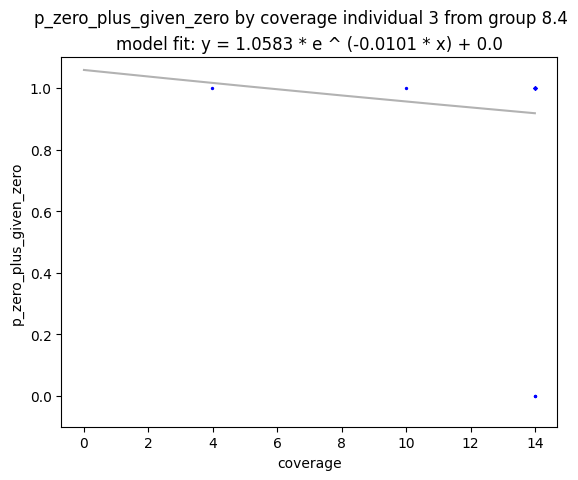 p_zero_plus_given_zero by coverage individual 3 from group 8.4
model fit: y = 1.0583 * e ^ (-0.0101 * x) + 0.0
1.0
0.8
0.6
0.4
0.2
0.0
p_zero_plus_given_zero
0 2 4 6 8 10 12 14
coverage